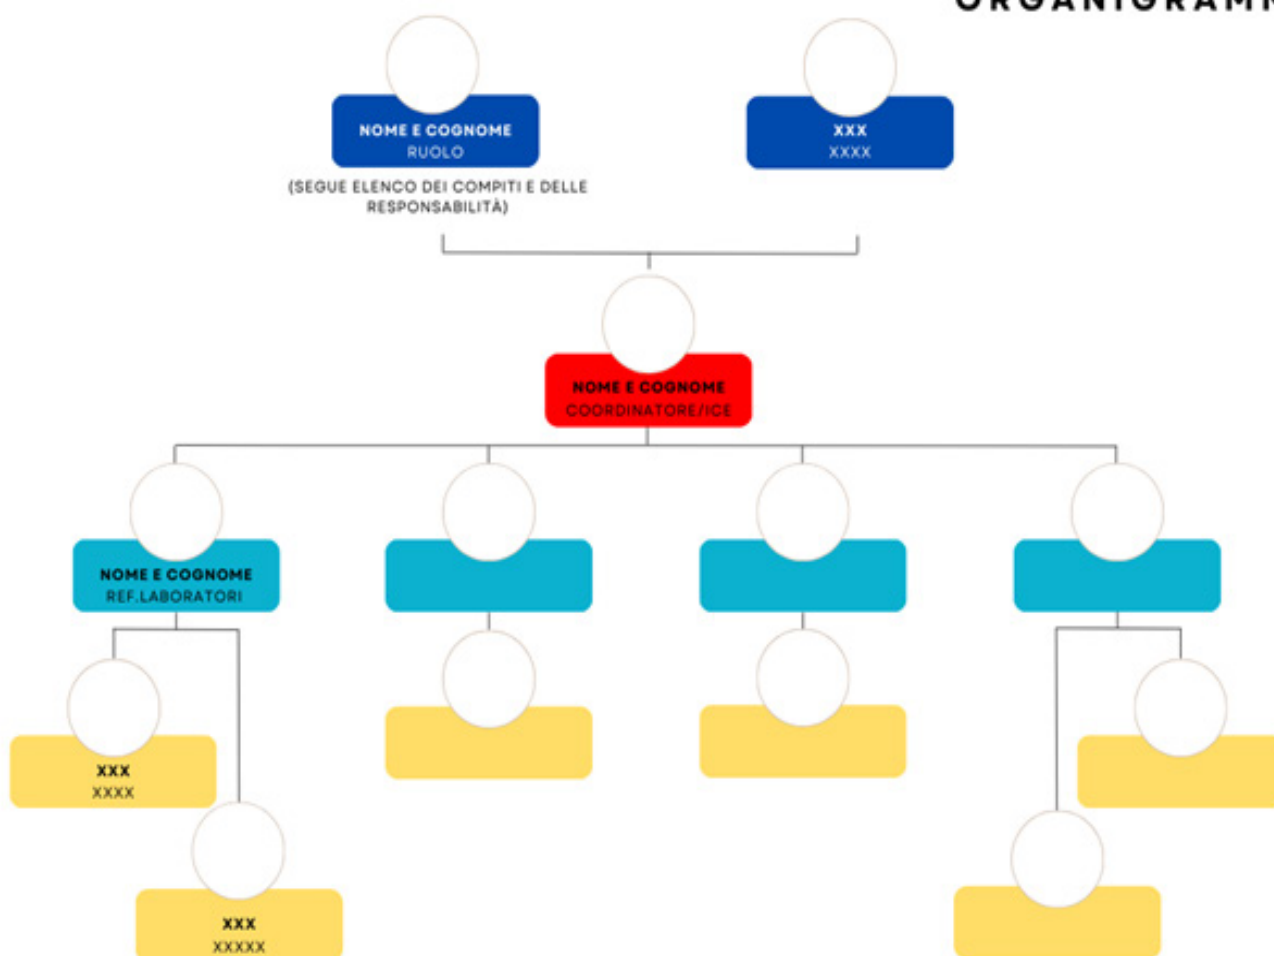 NOME E COGNOME
RUOLO
(SEGUE ELENCO DEI COMPITI E DELLE
RESPONSABILITÀ)
XXX
XXXX
NOME E COGNOME
COORDINATORE/ICE
NOME E COGNOME
REF.LABORATORI
XXX
XXXX
XXX
XXXXX